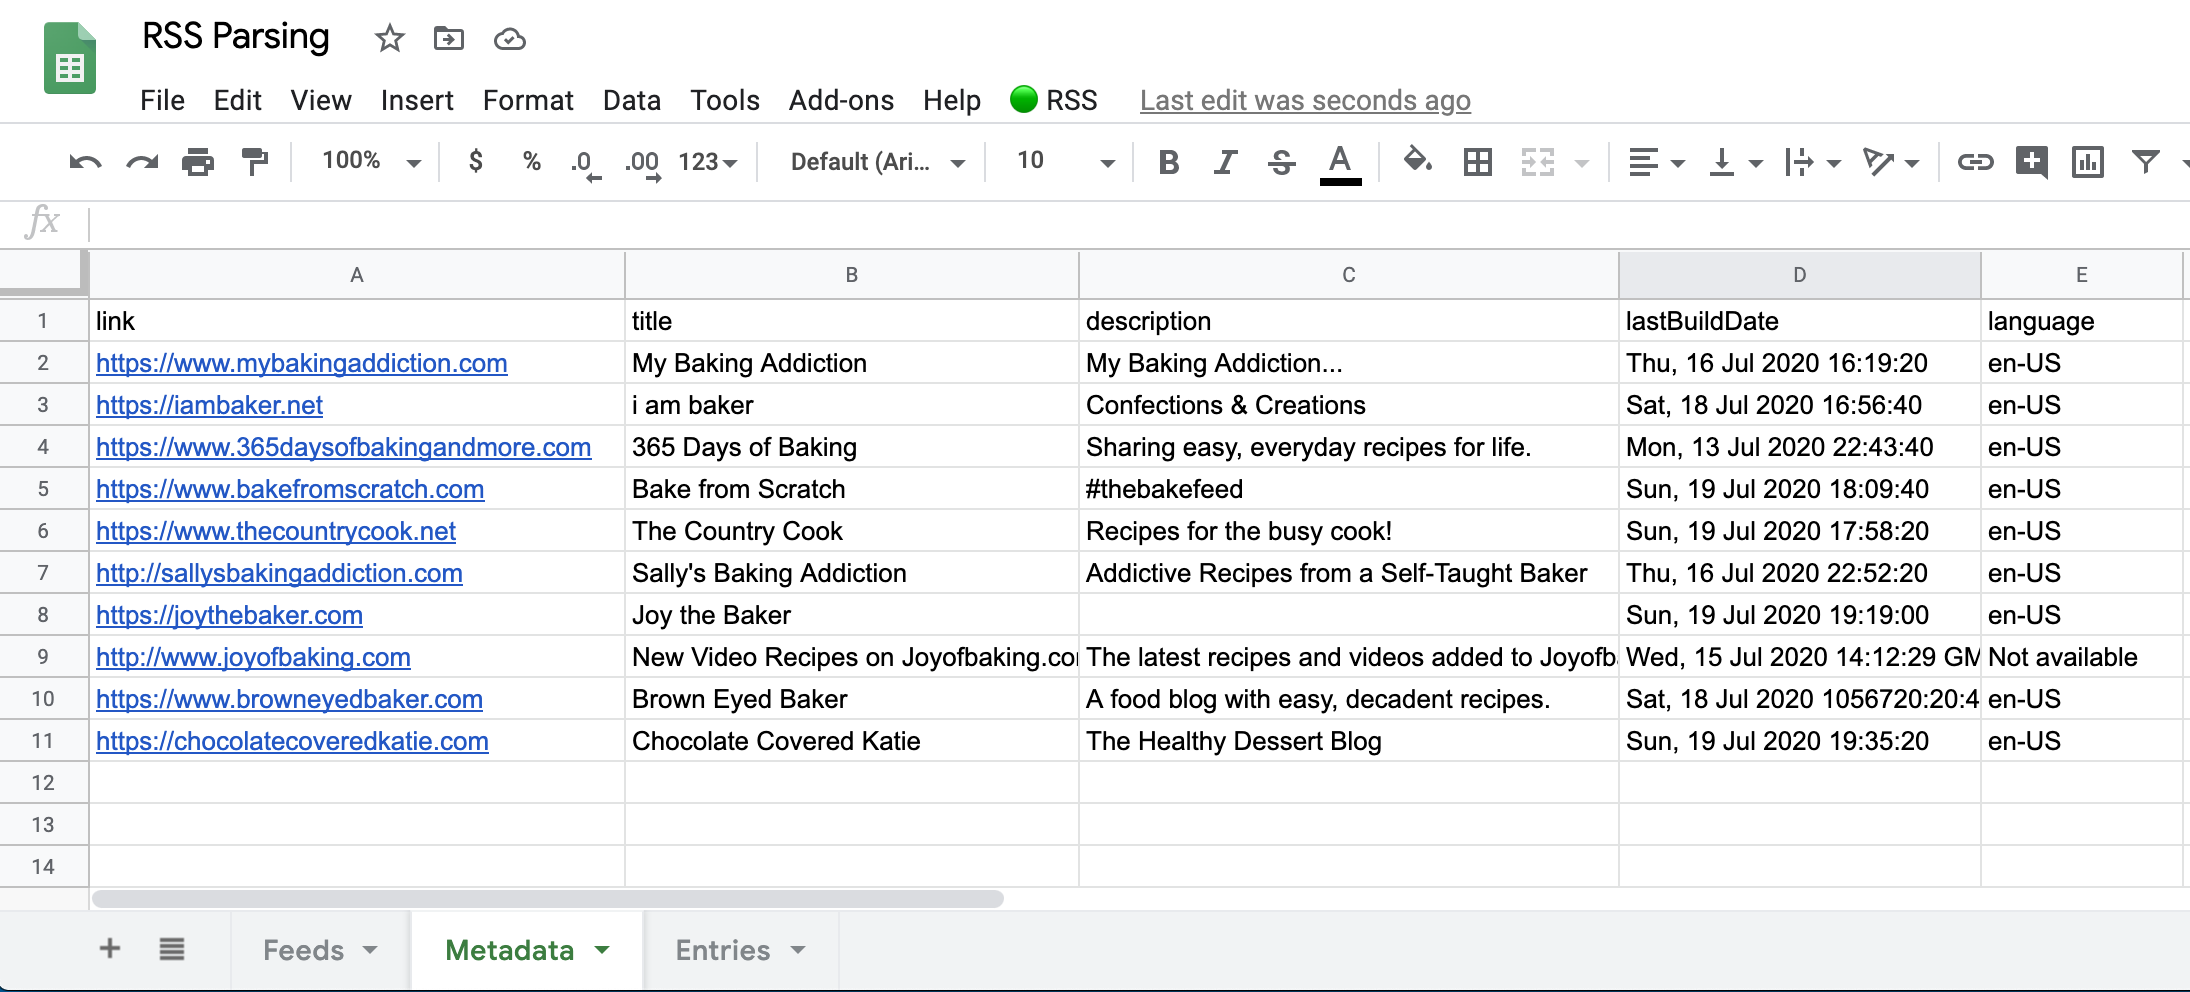 RSS Parsing
File Edit View Insert Format Data Tools Add-ons Help RSS Last edit was seconds ago
100% $ % .0 .00 123 Default (Ari... 10 B I S A
fx
A B C D E
1 link title description lastBuildDate language
2 https://www.mybakingaddiction.com My Baking Addiction My Baking Addiction... Thu, 16 Jul 2020 16:19:20 en-US
3 https://iambaker.net i am baker Confections & Creations Sat, 18 Jul 2020 16:56:40 en-US
4 https://www.365daysofbakingandmore.com 365 Days of Baking Sharing easy, everyday recipes for life. Mon, 13 Jul 2020 22:43:40 en-US
5 https://www.bakefromscratch.com Bake from Scratch #thebakefeed Sun, 19 Jul 2020 18:09:40 en-US
6 https://www.thecountrycook.net The Country Cook Recipes for the busy cook! Sun, 19 Jul 2020 17:58:20 en-US
7 http://sallysbakingaddiction.com Sally's Baking Addiction Addictive Recipes from a Self-Taught Baker Thu, 16 Jul 2020 22:52:20 en-US
8 https://joythebaker.com Joy the Baker Sun, 19 Jul 2020 19:19:00 en-US
9 http://www.joyofbaking.com New Video Recipes on Joyofbaking.co The latest recipes and videos added to Joyofb Wed, 15 Jul 2020 14:12:29 GM Not available
10 https://www.browneyedbaker.com Brown Eyed Baker A food blog with easy, decadent recipes. Sat, 18 Jul 2020 1056720:20:4 en-US
11 https://chocolatecoveredkatie.com Chocolate Covered Katie The Healthy Dessert Blog Sun, 19 Jul 2020 19:35:20 en-US
12
13
14
Feeds Metadata Entries